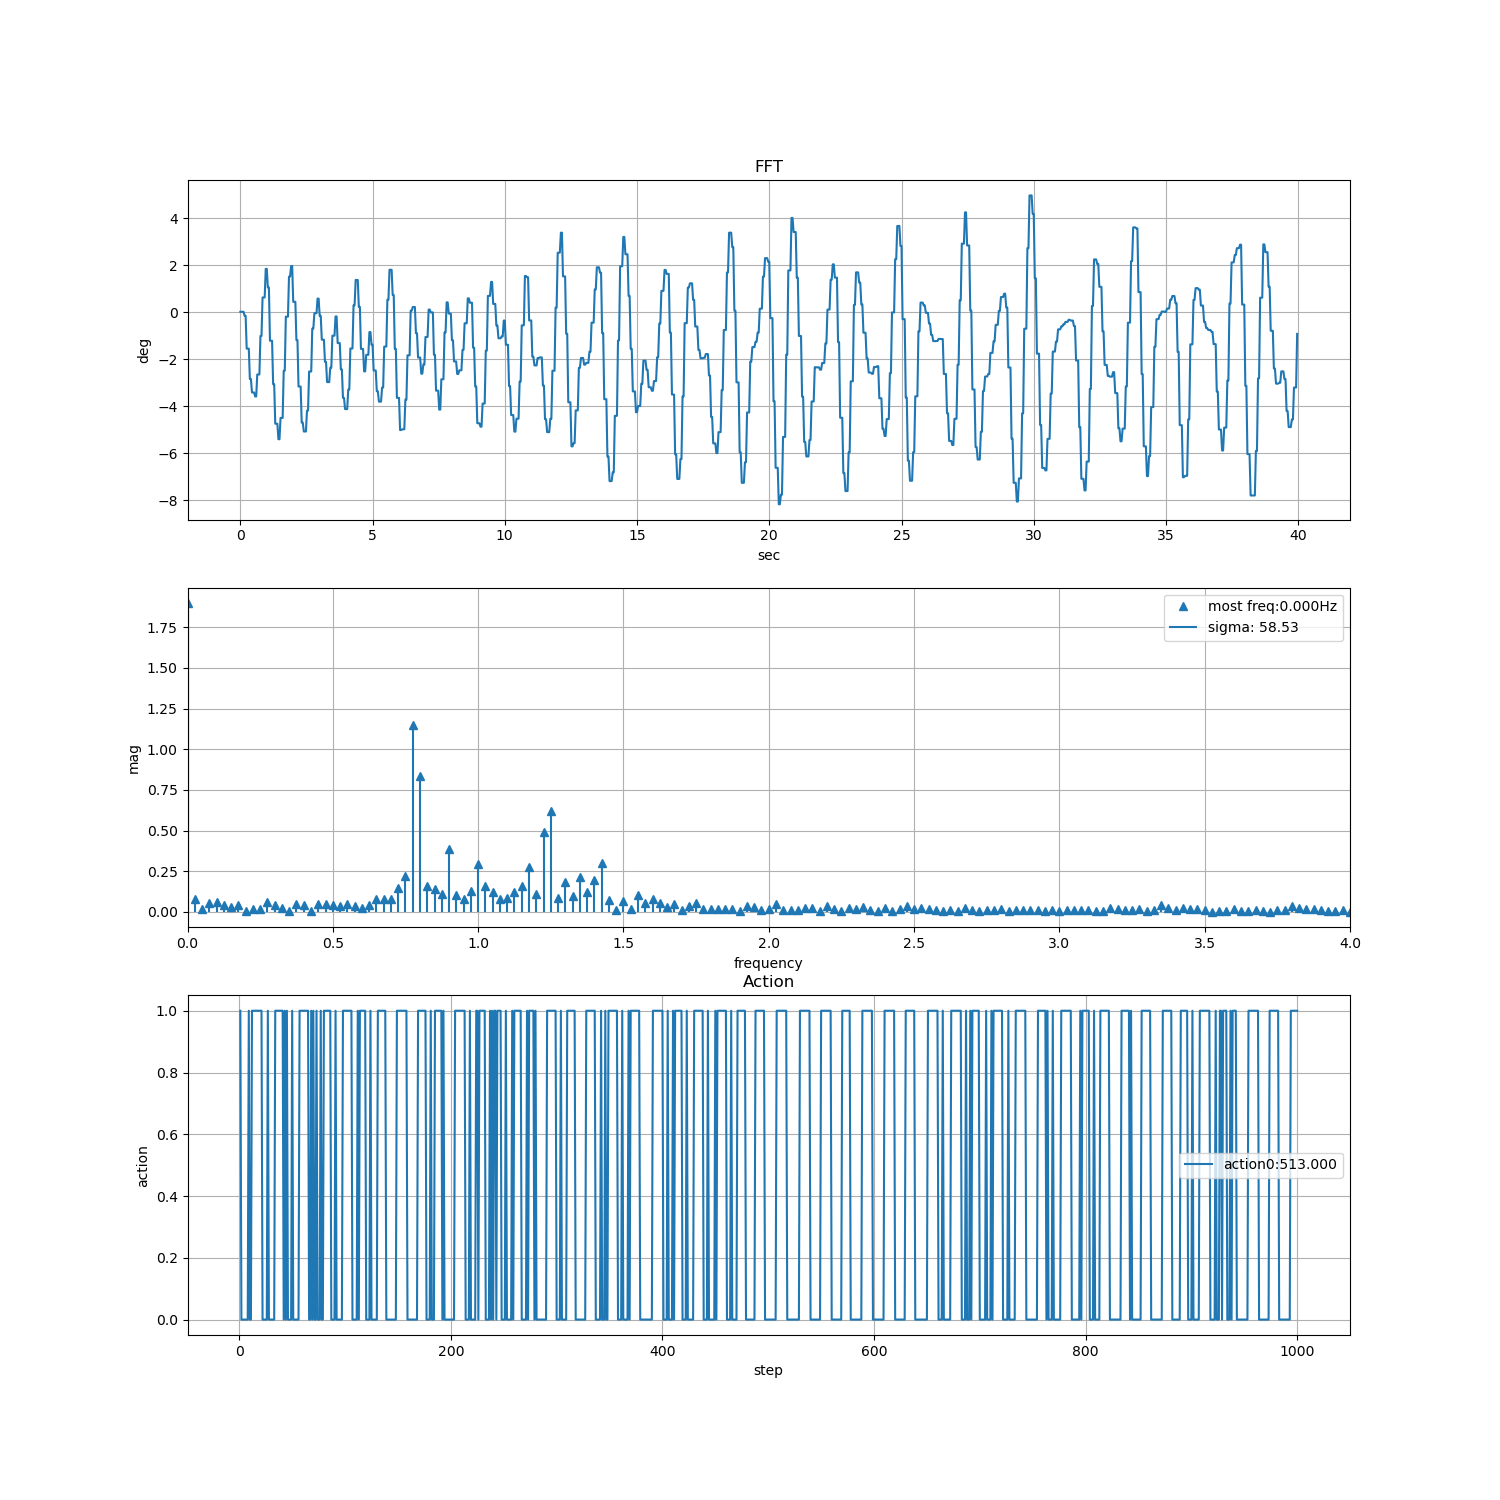 FFT
4
2
0
−2
−4
−6
−8
deg
0 5 10 15 20 25 30 35 40
sec
1.75
1.50
1.25
1.00
0.75
0.50
0.25
0.00
mag
most freq:0.000Hz
sigma: 58.53
0.0 0.5 1.0 1.5 2.0 2.5 3.0 3.5 4.0
frequency
Action
1.0
0.8
0.6
0.4
0.2
0.0
action
action0:513.000
0 200 400 600 800 1000
step